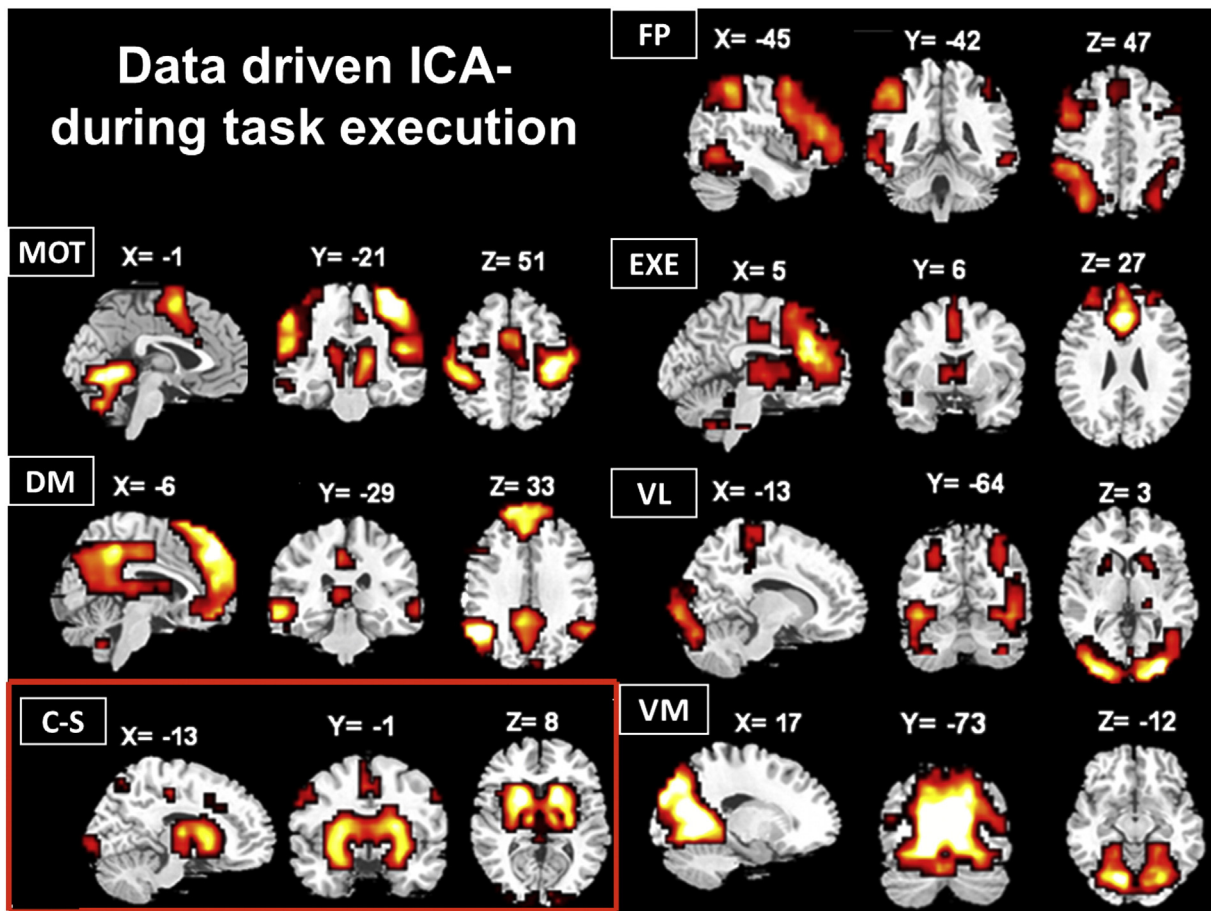 Data driven ICA-
during task execution
FP
X= -45
Y= -42
Z= 47
MOT
X= -1
Y= -21
Z= 51
EXE
X= 5
Y= 6
Z= 27
DM
X= -6
Y= -29
Z= 33
VL
X= -13
Y= -64
Z= 3
C-S
X= -13
Y= -1
Z= 8
VM
X= 17
Y= -73
Z= -12